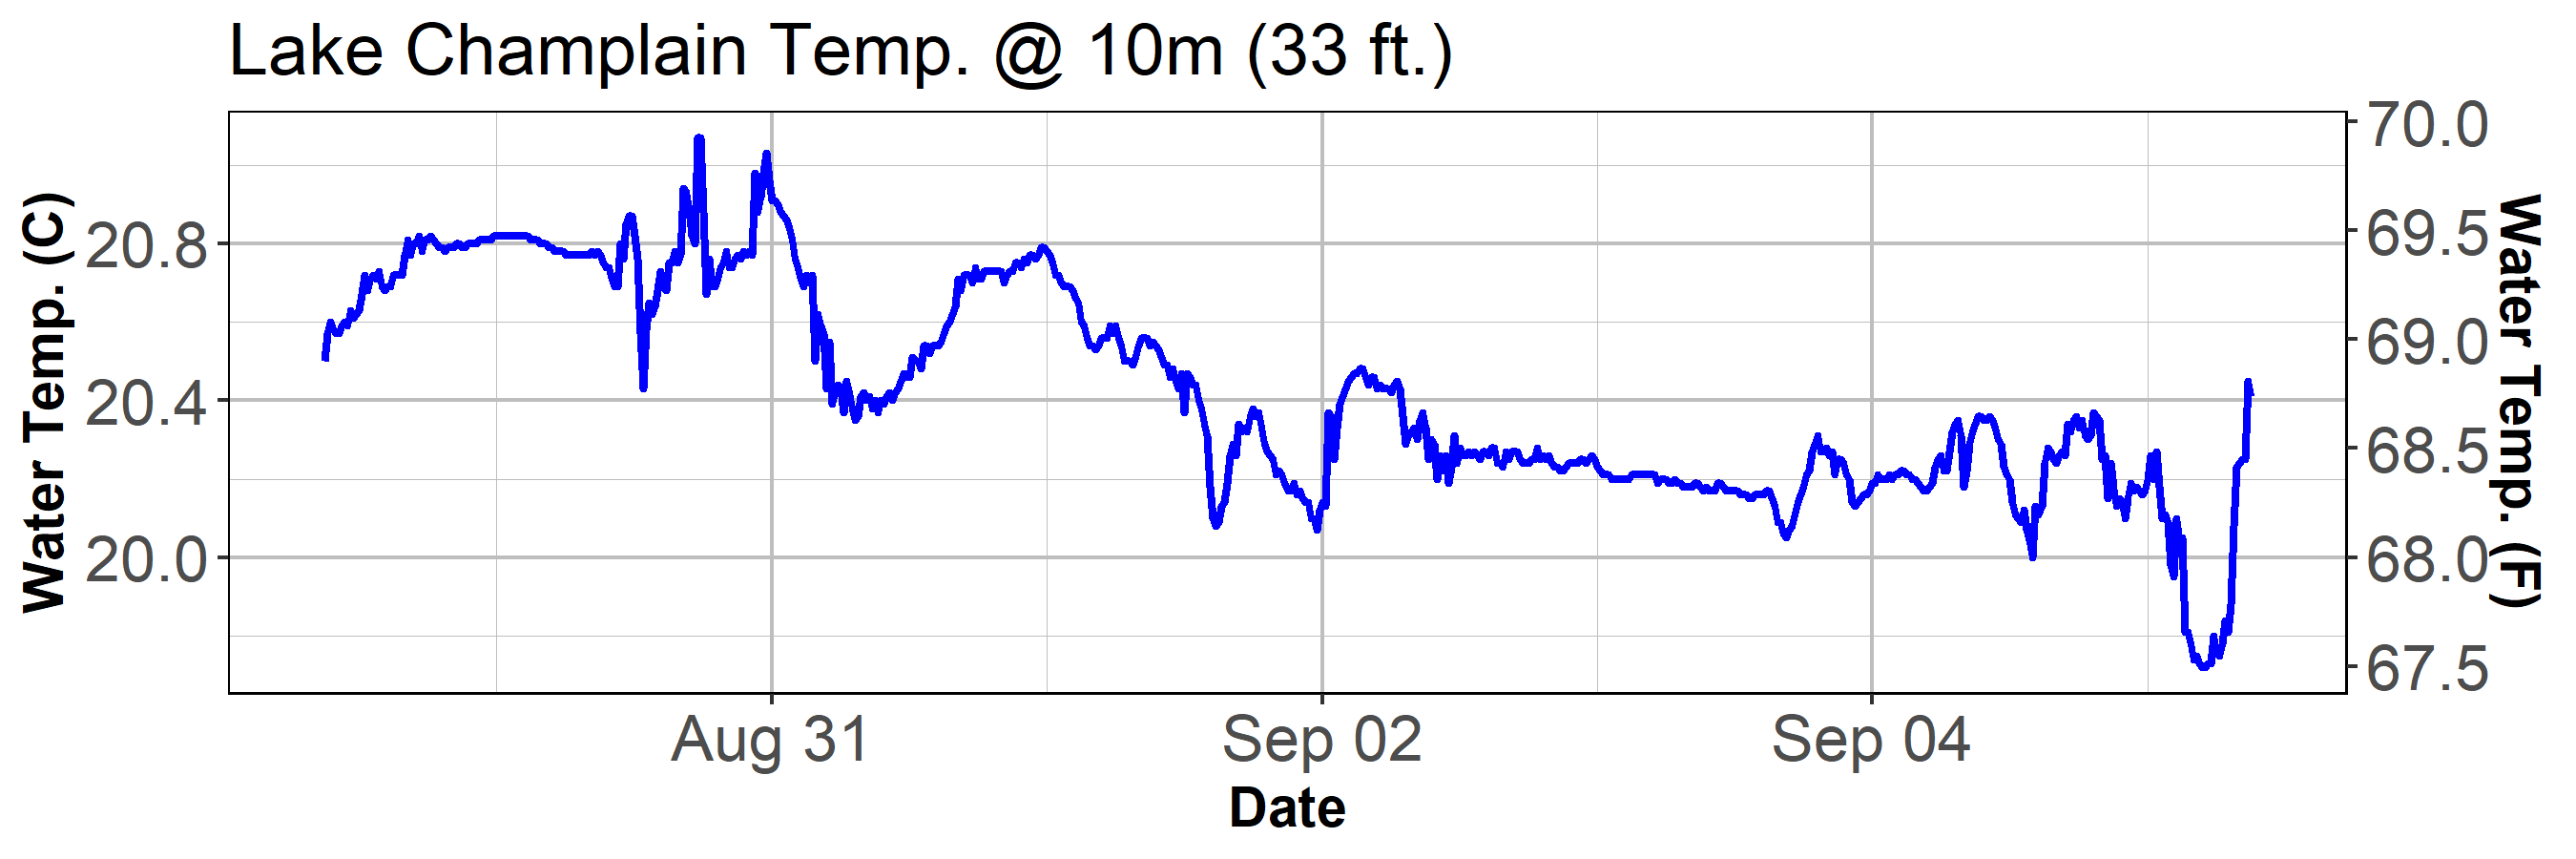 Lake Champlain Temp. @ 10m (33 ft.)
Water Temp. (C)
20.8
20.4
20.0
70.0
69.5
69.0
68.5
68.0
67.5
Water Temp. (F)
Aug 31
Sep 02
Sep 04
Date